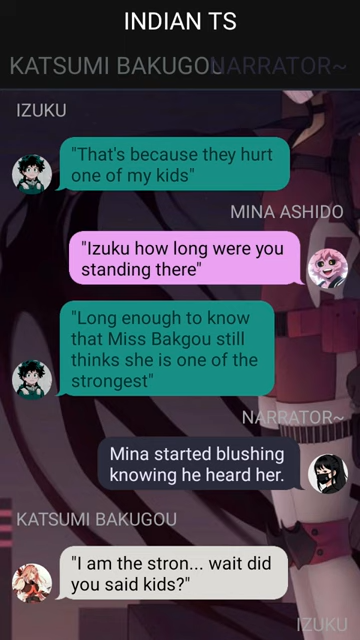 INDIAN TS
KATSUMI BAKUGOU NARRATOR~
IZUKU
"That's because they hurt
one of my kids"
MINA ASHIDO
"Izuku how long were you
standing there"
"Long enough to know
that Miss Bakgou still
thinks she is one of the
strongest"
NARRATOR~
Mina started blushing
knowing he heard her.
KATSUMI BAKUGOU
"I am the stron... wait did
you said kids?"
IZUKU